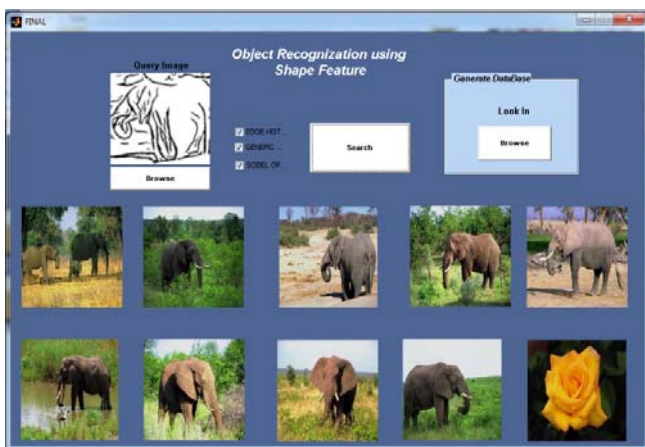 FINAL
Object Recognization using
Shape Feature
Query Image
Generate DataBase
Look In
EDGE HIST...
GENERIC ...
SOBEL OP...
Search
Browse
Browse